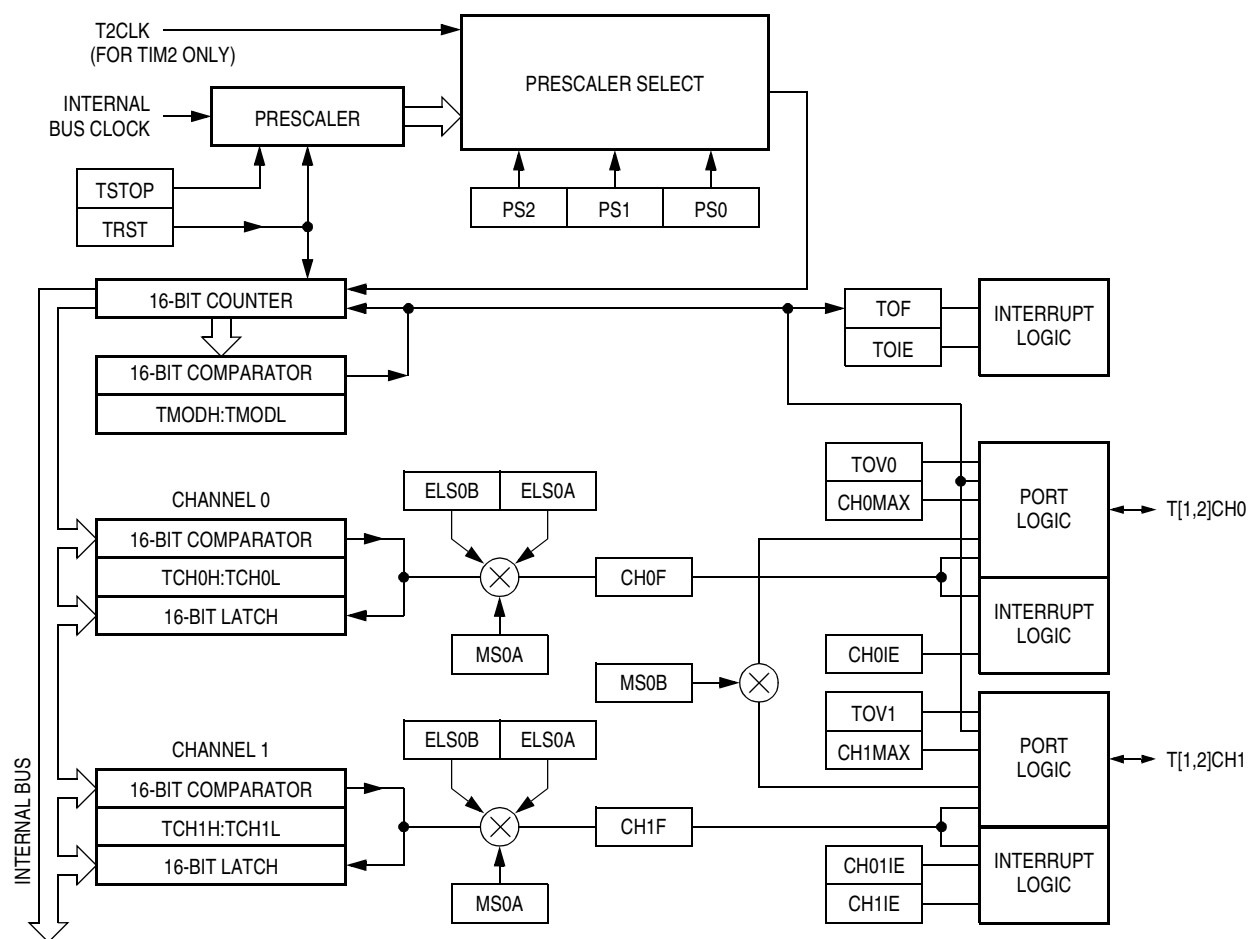 T2CLK
(FOR TIM2 ONLY)
PRESCALER SELECT
INTERNAL
BUS CLOCK
PRESCALER
TSTOP
TRST
PS2
PS1
PS0
16-BIT COUNTER
TOF
TOIE
INTERRUPT
LOGIC
16-BIT COMPARATOR
TMODH:TMODL
TOV0
CH0MAX
PORT
LOGIC
T[1,2]CH0
ELS0B
ELS0A
CHANNEL 0
16-BIT COMPARATOR
TCH0H:TCH0L
16-BIT LATCH
CH0F
MS0A
INTERRUPT
LOGIC
CH0IE
MS0B
TOV1
CH1MAX
PORT
LOGIC
T[1,2]CH1
ELS0B
ELS0A
CHANNEL 1
16-BIT COMPARATOR
TCH1H:TCH1L
16-BIT LATCH
CH1F
MS0A
CH01IE
CH1IE
INTERRUPT
LOGIC
INTERNAL BUS